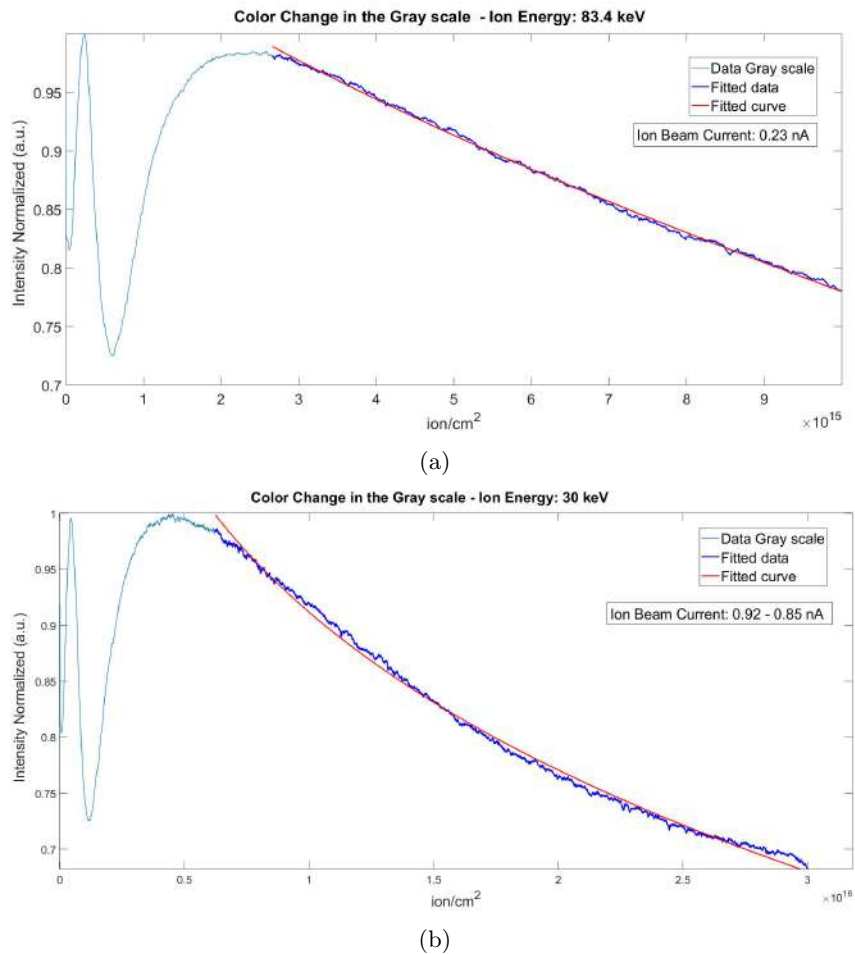 Color Change in the Gray scale - Ion Energy: 83.4 keV
Intensity Normalized (a.u.)
0.95
0.9
0.85
0.8
0.75
0.7
Data Gray scale
Fitted data
Fitted curve
Ion Beam Current: 0.23 nA
0 1 2 3 4 5 6 7 8 9
ion/cm²
×10¹⁵
(a)
Color Change in the Gray scale - Ion Energy: 30 keV
Intensity Normalized (a.u.)
1
0.95
0.9
0.85
0.8
0.75
0.7
Data Gray scale
Fitted data
Fitted curve
Ion Beam Current: 0.92 - 0.85 nA
0 0.5 1 1.5 2 2.5 3
ion/cm²
×10¹⁶
(b)